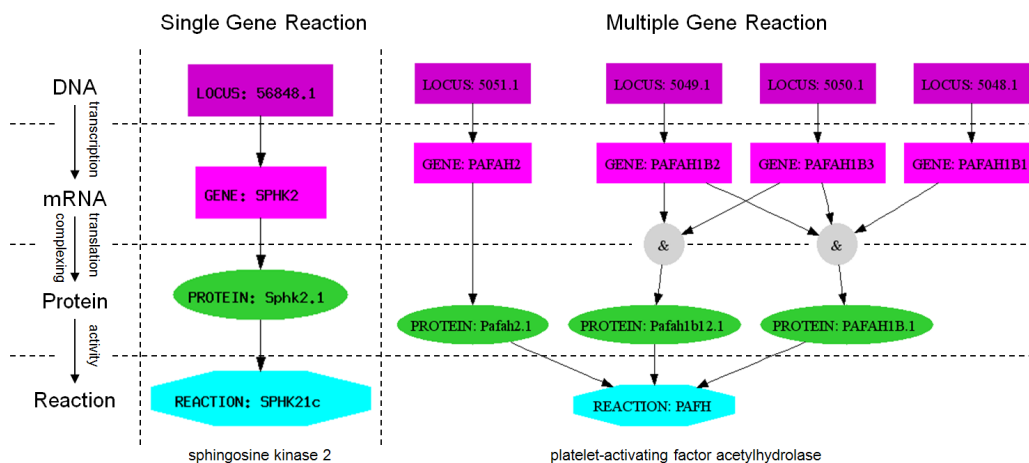 Single Gene Reaction
Multiple Gene Reaction
DNA
transcription
mRNA
translation
complexing
Protein
activity
Reaction
LOCUS: 56848.1
GENE: SPHK2
PROTEIN: Sphk2.1
REACTION: SPHK21c
sphingosine kinase 2
LOCUS: 5051.1
LOCUS: 5049.1
LOCUS: 5050.1
LOCUS: 5048.1
GENE: PAFAH2
GENE: PAFAH1B2
GENE: PAFAH1B3
GENE: PAFAH1B1
&
&
PROTEIN: Pafah2.1
PROTEIN: Pafah1b12.1
PROTEIN: PAFAH1B.1
REACTION: PAFH
platelet-activating factor acetylhydrolase